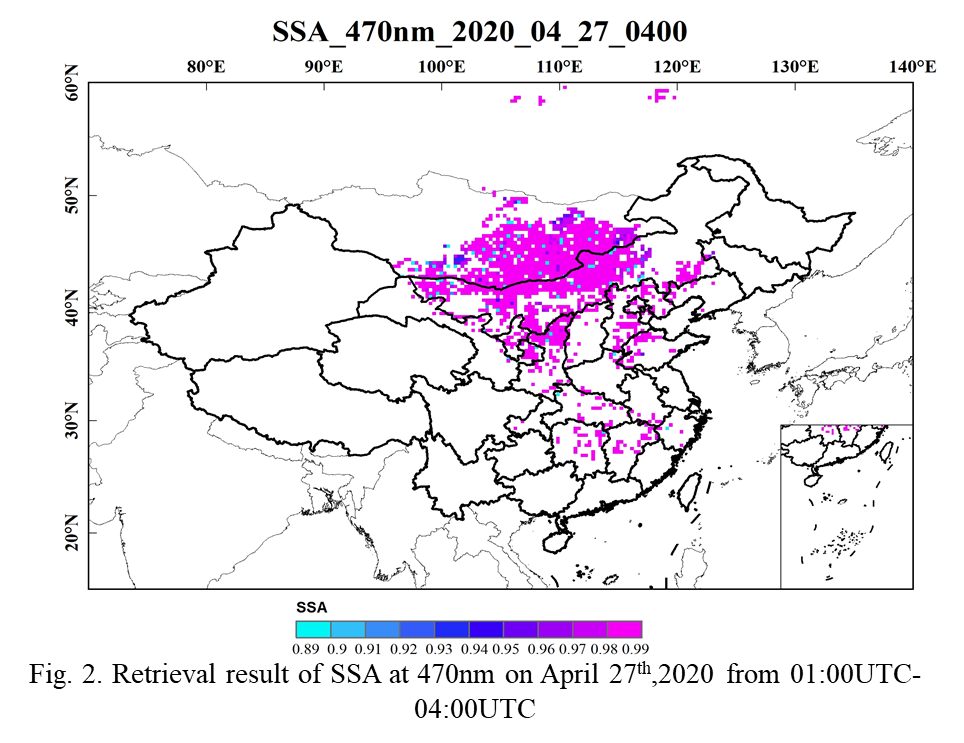 SSA_470nm_2020_04_27_0400
80°E 90°E 100°E 110°E 120°E 130°E 140°E
60°N
50°N
40°N
30°N
20°N
SSA
0.89 0.9 0.91 0.92 0.93 0.94 0.95 0.96 0.97 0.98 0.99
Fig. 2. Retrieval result of SSA at 470nm on April 27th,2020 from 01:00UTC-
04:00UTC